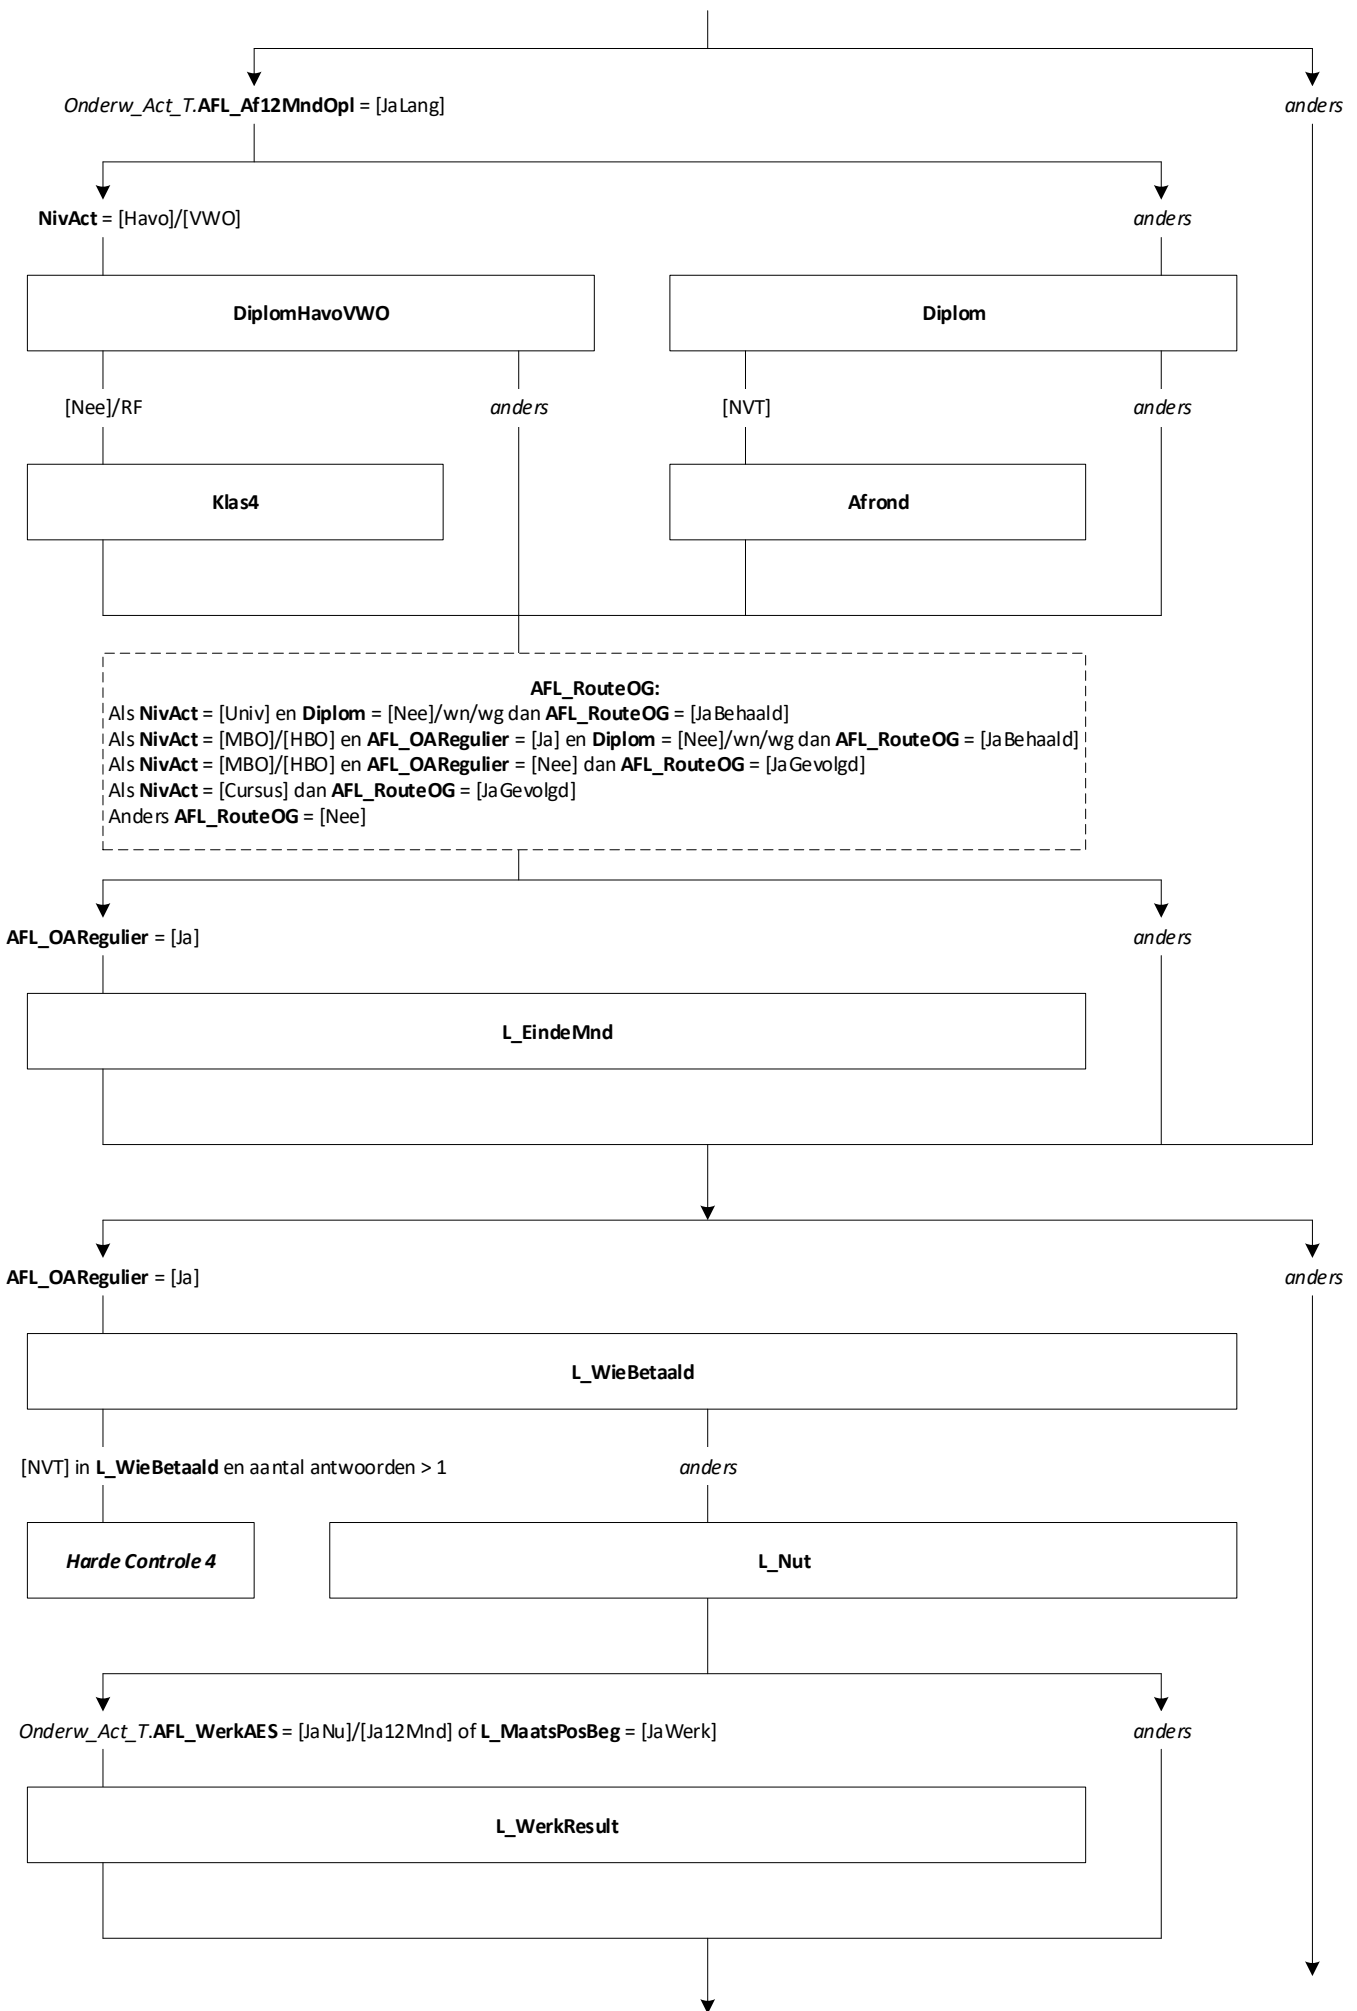 Onderw_Act_T.AFL_Af12MndOpl = [JaLang]
anders
NivAct = [Havo]/[VWO]
anders
DiplomHavoVWO
Diplom
[Nee]/RF
anders
[NVT]
anders
Klas4
Afrond
AFL_RouteOG:
Als NivAct = [Univ] en Diplom = [Nee]/wn/wg dan AFL_RouteOG = [JaBehaald]
Als NivAct = [MBO]/[HBO] en AFL_OARegulier = [Ja] en Diplom = [Nee]/wn/wg dan AFL_RouteOG = [JaBehaald]
Als NivAct = [MBO]/[HBO] en AFL_OARegulier = [Nee] dan AFL_RouteOG = [JaGevolgd]
Als NivAct = [Cursus] dan AFL_RouteOG = [JaGevolgd]
Anders AFL_RouteOG = [Nee]
AFL_OARegulier = [Ja]
anders
L_EindeMnd
AFL_OARegulier = [Ja]
anders
L_WieBetaald
[NVT] in L_WieBetaald en aantal antwoorden > 1
anders
Harde Controle 4
L_Nut
Onderw_Act_T.AFL_WerkAES = [JaNu]/[Ja12Mnd] of L_MaatsPosBeg = [JaWerk]
anders
L_WerkResult